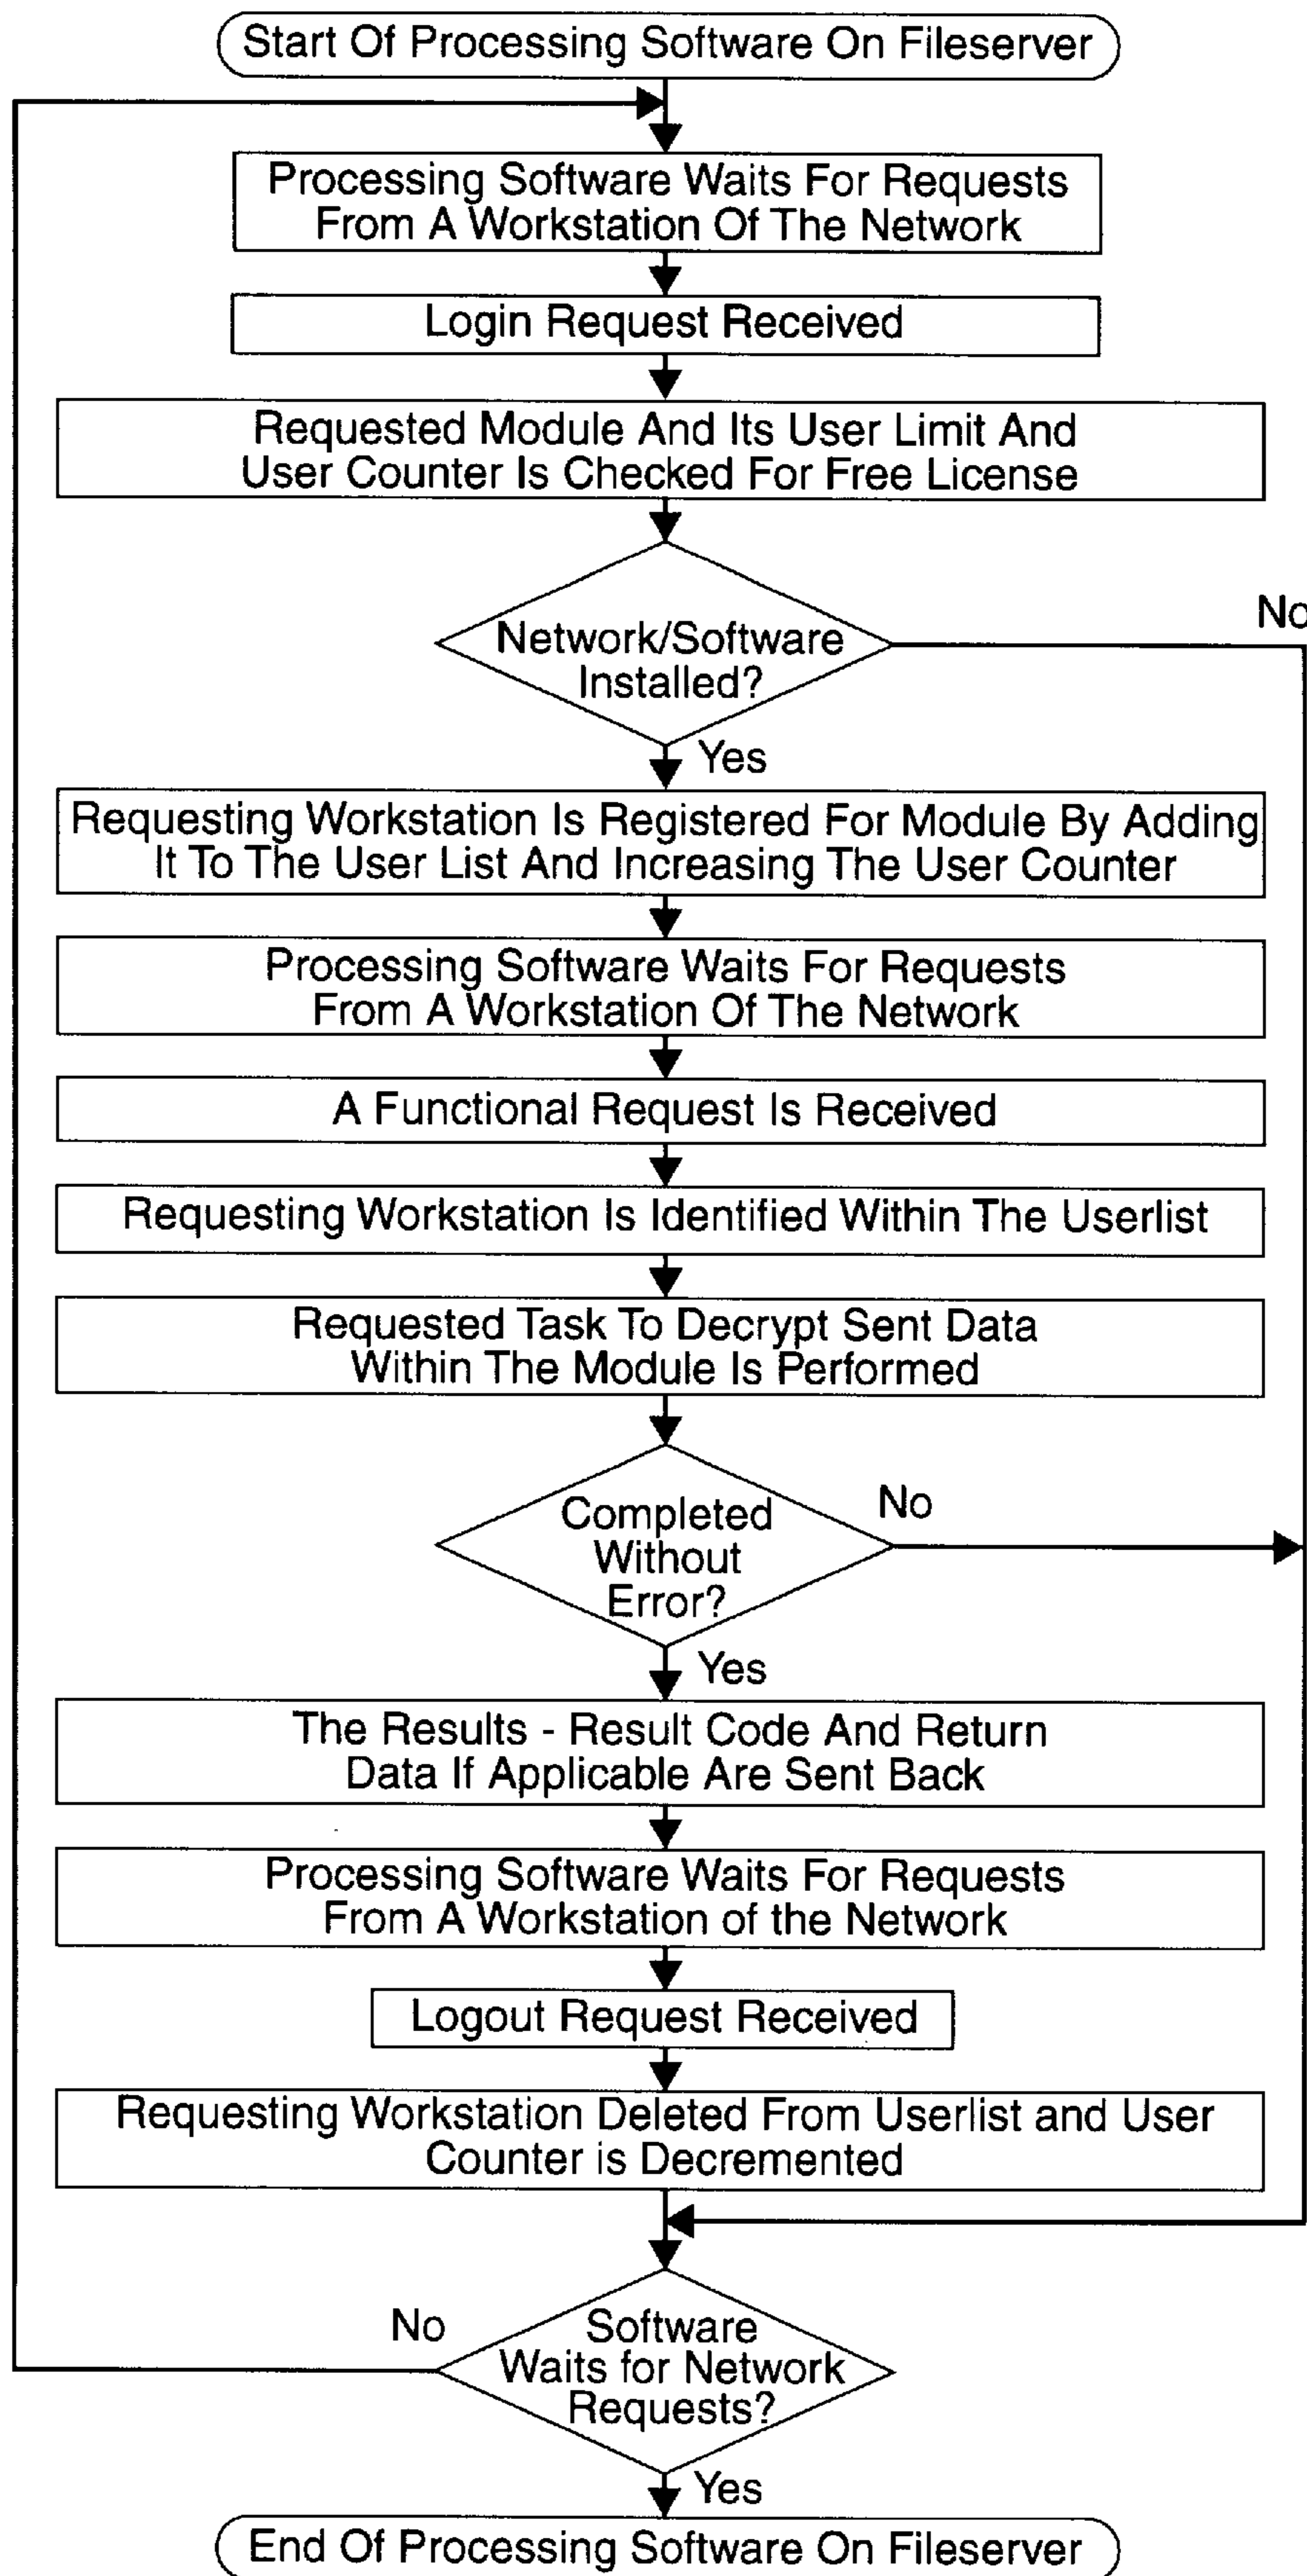 Start Of Processing Software On Fileserver
Processing Software Waits For Requests
From A Workstation Of The Network
Login Request Received
Requested Module And Its User Limit And
User Counter Is Checked For Free License
No
Network/Software
Installed?
Yes
Requesting Workstation Is Registered For Module By Adding
It To The User List And Increasing The User Counter
Processing Software Waits For Requests
From A Workstation Of The Network
A Functional Request Is Received
Requesting Workstation Is Identified Within The Userlist
Requested Task To Decrypt Sent Data
Within The Module Is Performed
No
Completed
Without
Error?
Yes
The Results - Result Code And Return
Data If Applicable Are Sent Back
Processing Software Waits For Requests
From A Workstation of the Network
Logout Request Received
Requesting Workstation Deleted From Userlist and User
Counter is Decremented
No
Software
Waits for Network
Requests?
Yes
End Of Processing Software On Fileserver